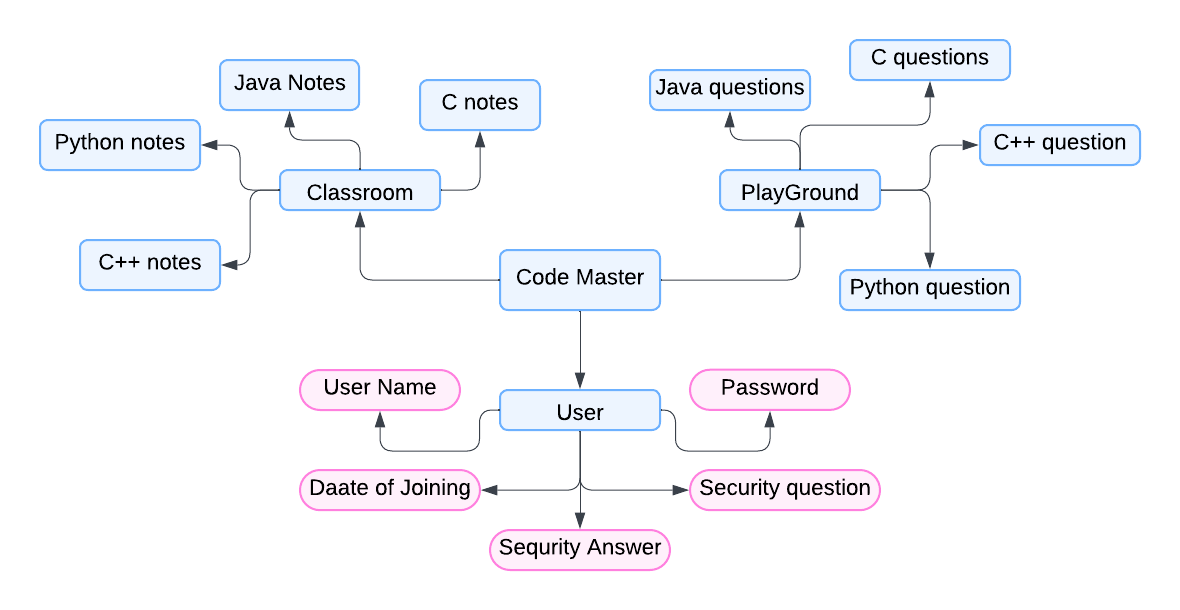 C questions
Java Notes
Java questions
C notes
Python notes
C++ question
Classroom
PlayGround
C++ notes
Code Master
Python question
User Name
Password
User
Daate of Joining
Security question
Sequrity Answer